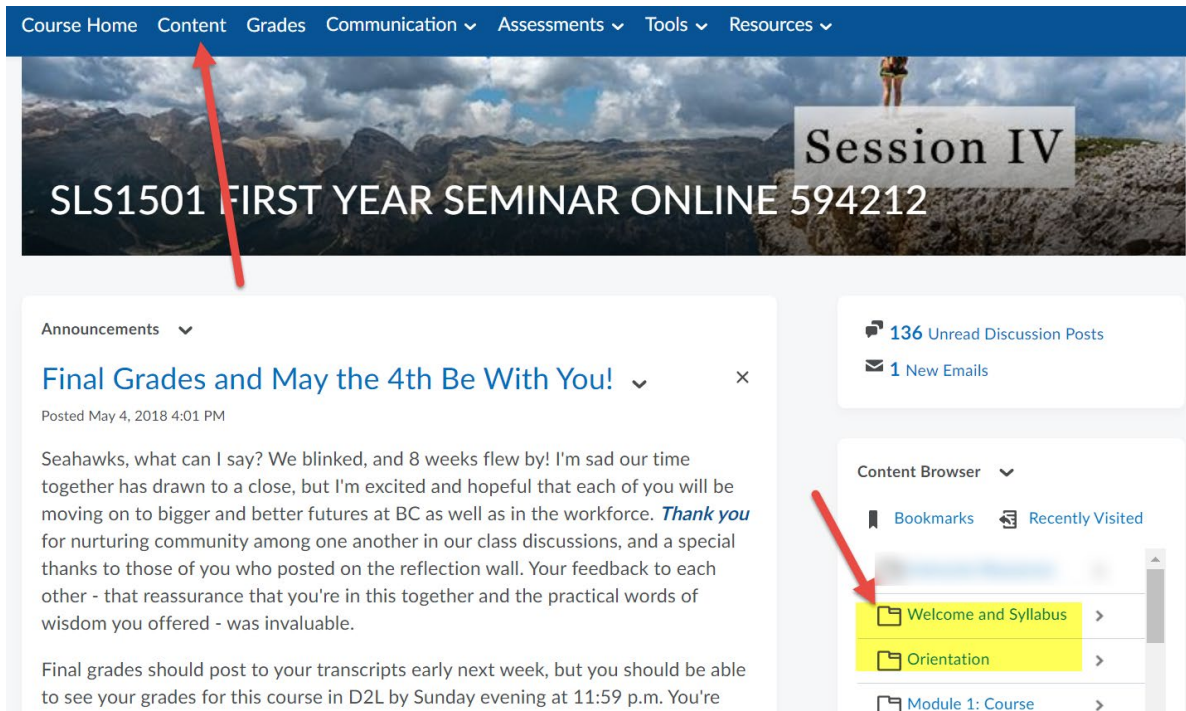 Course Home Content Grades Communication Assessments Tools Resources
Session IV
SLS1501 FIRST YEAR SEMINAR ONLINE 594212
Announcements
Final Grades and May the 4th Be With You!
Posted May 4, 2018 4:01 PM
Seahawks, what can I say? We blinked, and 8 weeks flew by! I'm sad our time
together has drawn to a close, but I'm excited and hopeful that each of you will be
moving on to bigger and better futures at BC as well as in the workforce. Thank you
for nurturing community among one another in our class discussions, and a special
thanks to those of you who posted on the reflection wall. Your feedback to each
other - that reassurance that you're in this together and the practical words of
wisdom you offered - was invaluable.
Final grades should post to your transcripts early next week, but you should be able
to see your grades for this course in D2L by Sunday evening at 11:59 p.m. You're
136 Unread Discussion Posts
1 New Emails
Content Browser
Bookmarks Recently Visited
Welcome and Syllabus
Orientation
Module 1: Course